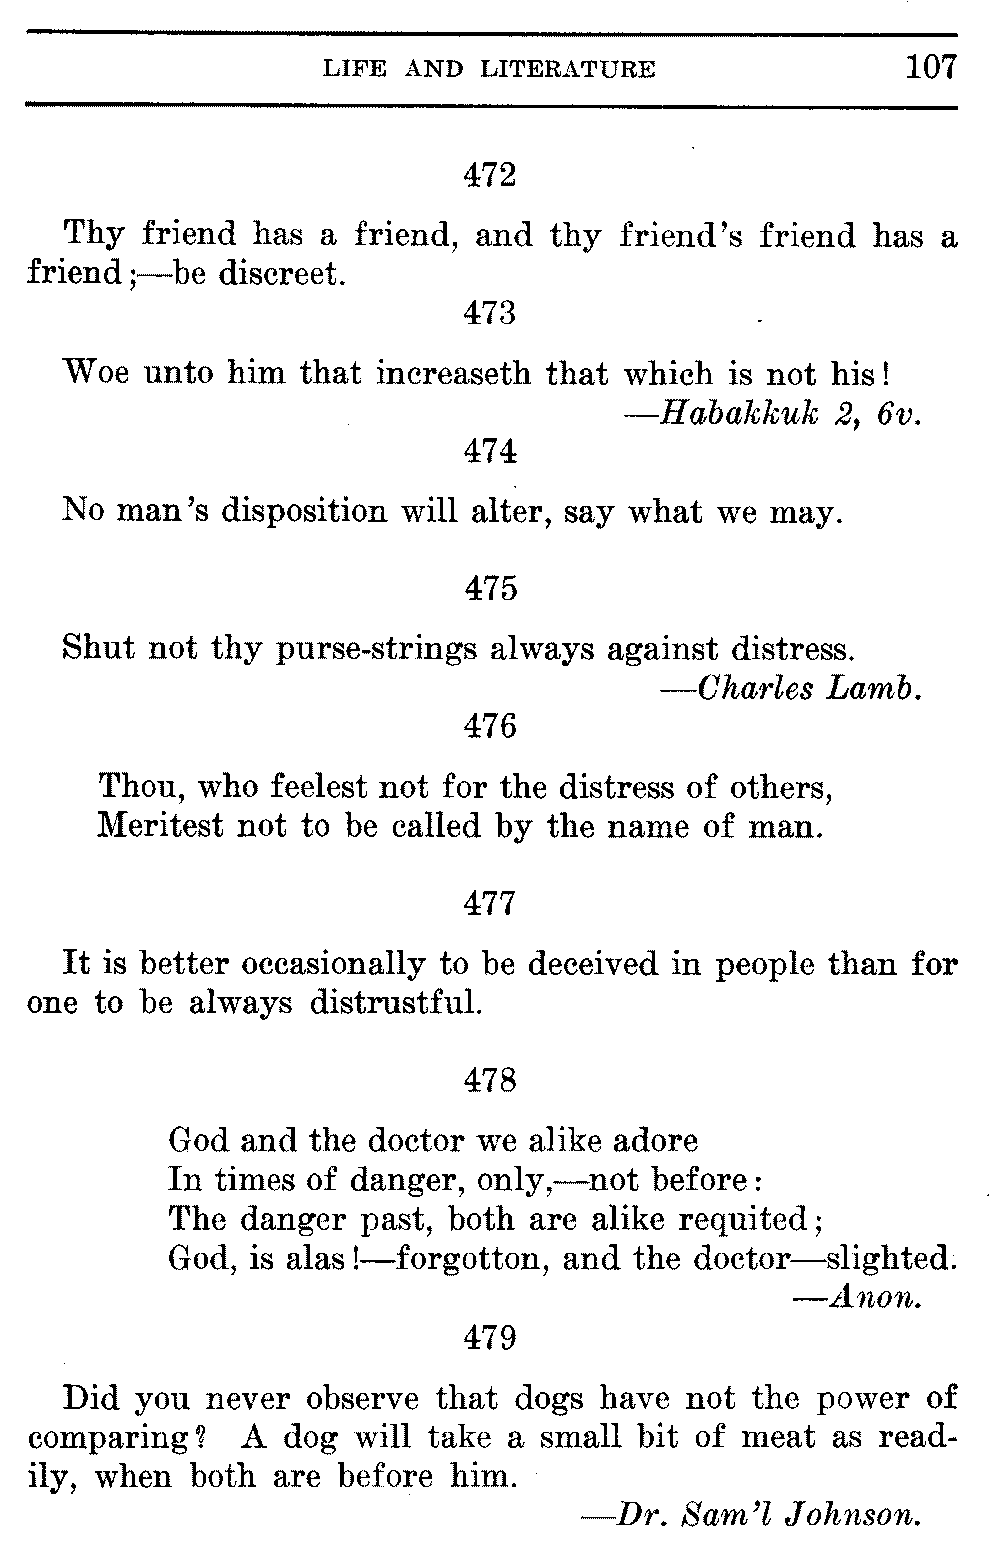 LIFE AND LITERATURE 107
472
Thy friend has a friend, and thy friend's friend has a
friend;—be discreet.
473
Woe unto him that increaseth that which is not his!
—Habakkuk 2, 6v.
474
No man's disposition will alter, say what we may.
475
Shut not thy purse-strings always against distress.
—Charles Lamb.
476
Thou, who feelest not for the distress of others,
Meritest not to be called by the name of man.
477
It is better occasionally to be deceived in people than for
one to be always distrustful.
478
God and the doctor we alike adore
In times of danger, only,—not before:
The danger past, both are alike requited;
God, is alas!—forgotton, and the doctor—slighted.
—Anon.
479
Did you never observe that dogs have not the power of
comparing? A dog will take a small bit of meat as read-
ily, when both are before him.
—Dr. Sam'l Johnson.